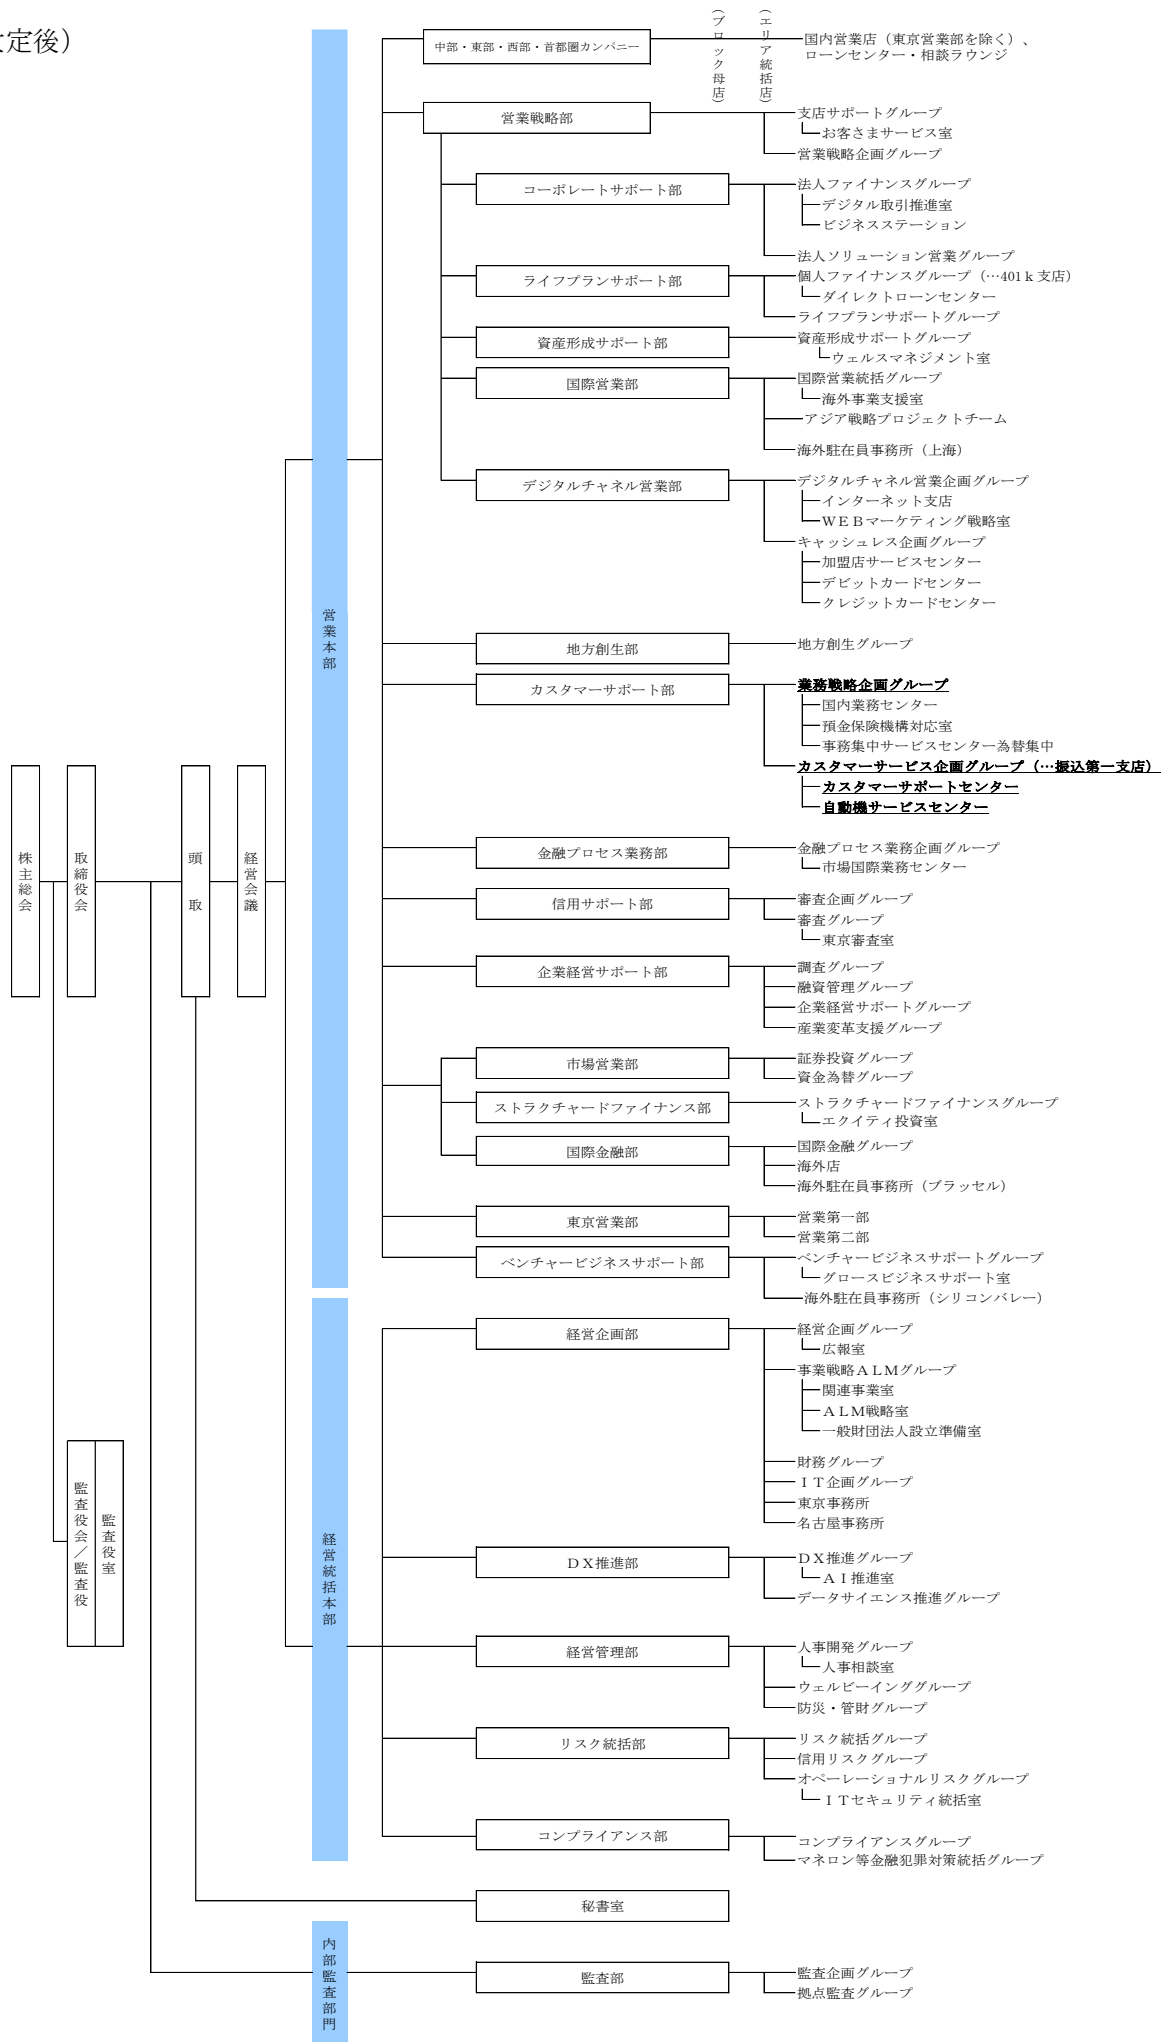 定後）
（ブロック母店）
（エリア統括店）
中部・東部・西部・首都圏カンパニー
国内営業店（東京営業部を除く）、
ローンセンター・相談ラウンジ
営業戦略部
支店サポートグループ
お客さまサービス室
営業戦略企画グループ
コーポレートサポート部
法人ファイナンスグループ
デジタル取引推進室
ビジネスステーション
法人ソリューション営業グループ
ライフプランサポート部
個人ファイナンスグループ（…401ｋ支店）
ダイレクトローンセンター
ライフプランサポートグループ
資産形成サポート部
資産形成サポートグループ
ウェルスマネジメント室
国際営業部
国際営業統括グループ
海外事業支援室
アジア戦略プロジェクトチーム
海外駐在員事務所（上海）
デジタルチャネル営業部
デジタルチャネル営業企画グループ
インターネット支店
ＷＥＢマーケティング戦略室
キャッシュレス企画グループ
加盟店サービスセンター
デビットカードセンター
クレジットカードセンター
営業本部
地方創生部
地方創生グループ
カスタマーサポート部
業務戦略企画グループ
国内業務センター
預金保険機構対応室
事務集中サービスセンター為替集中
カスタマーサービス企画グループ（…振込第一支店）
カスタマーサポートセンター
自動機サービスセンター
株主総会
取締役会
頭取
経営会議
金融プロセス業務部
金融プロセス業務企画グループ
市場国際業務センター
信用サポート部
審査企画グループ
審査グループ
東京審査室
企業経営サポート部
調査グループ
融資管理グループ
企業経営サポートグループ
産業変革支援グループ
市場営業部
証券投資グループ
資金為替グループ
ストラクチャードファイナンス部
ストラクチャードファイナンスグループ
エクイティ投資室
国際金融部
国際金融グループ
海外店
海外駐在員事務所（ブラッセル）
東京営業部
営業第一部
営業第二部
ベンチャービジネスサポート部
ベンチャービジネスサポートグループ
グロースビジネスサポート室
海外駐在員事務所（シリコンバレー）
経営企画部
経営企画グループ
広報室
事業戦略ＡＬＭグループ
関連事業室
ＡＬＭ戦略室
一般財団法人設立準備室
財務グループ
ＩＴ企画グループ
東京事務所
名古屋事務所
監査役会／監査役
監査役室
経営統括本部
ＤＸ推進部
ＤＸ推進グループ
ＡＩ推進室
データサイエンス推進グループ
経営管理部
人事開発グループ
人事相談室
ウェルビーインググループ
防災・管財グループ
リスク統括部
リスク統括グループ
信用リスクグループ
オペレーショナルリスクグループ
ＩＴセキュリティ統括室
コンプライアンス部
コンプライアンスグループ
マネロン等金融犯罪対策統括グループ
秘書室
内部監査部門
監査部
監査企画グループ
拠点監査グループ